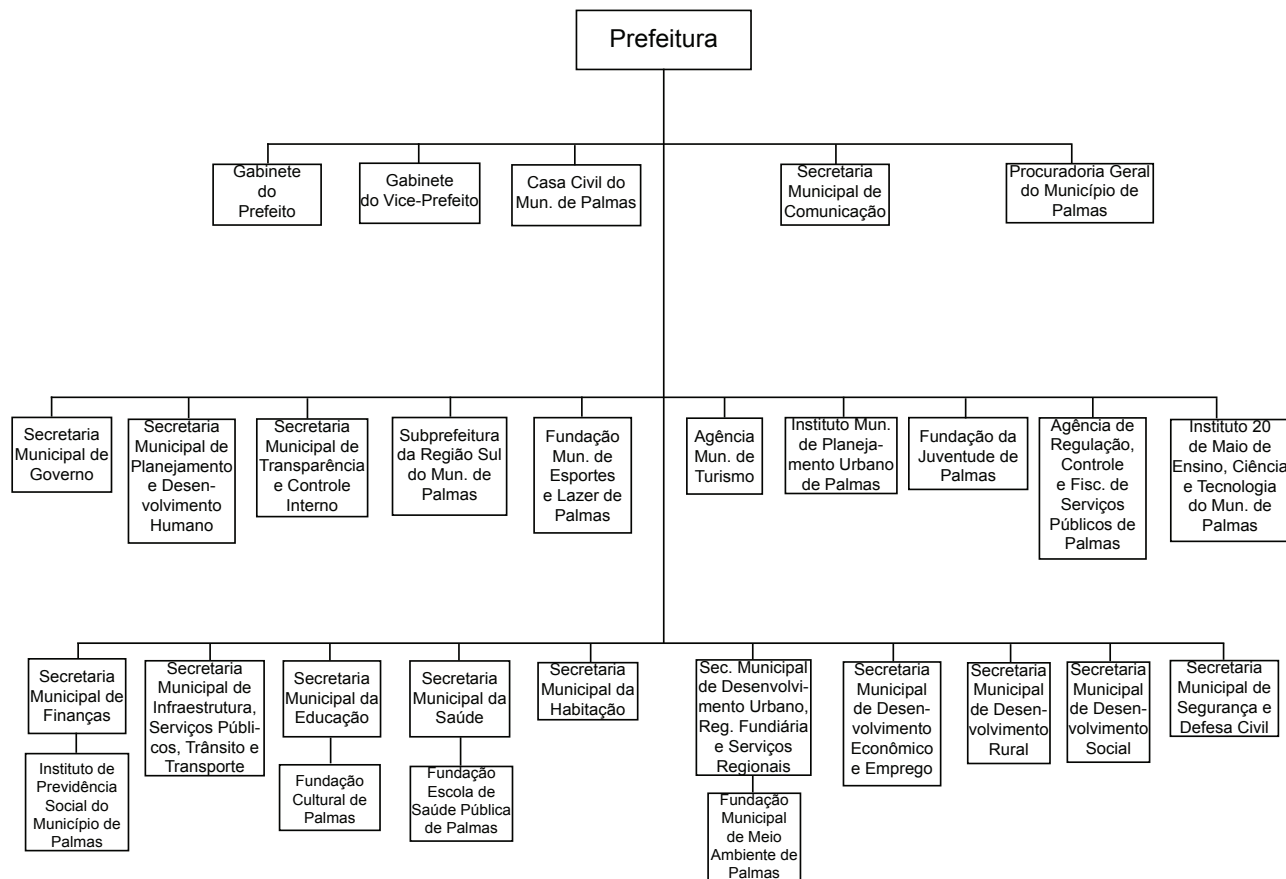 Prefeitura
Gabinete
do
Prefeito
Gabinete
do Vice-Prefeito
Casa Civil do
Mun. de Palmas
Secretaria
Municipal de
Comunicação
Procuradoria Geral
do Município de
Palmas
Secretaria
Municipal de
Governo
Secretaria
Municipal de
Planejamento
e Desen-
volvimento
Humano
Secretaria
Municipal de
Transparência
e Controle
Interno
Subprefeitura
da Região Sul
do Mun. de
Palmas
Fundação
Mun. de
Esportes
e Lazer de
Palmas
Agência
Mun. de
Turismo
Instituto Mun.
de Planeja-
mento Urbano
de Palmas
Fundação da
Juventude de
Palmas
Agência de
Regulação,
Controle
e Fisc. de
Serviços
Públicos de
Palmas
Instituto 20
de Maio de
Ensino, Ciência
e Tecnologia
do Mun. de
Palmas
Secretaria
Municipal de
Finanças
Instituto de
Previdência
Social do
Município de
Palmas
Secretaria
Municipal de
Infraestrutura,
Serviços Públi-
cos, Trânsito e
Transporte
Secretaria
Municipal da
Educação
Fundação
Cultural de
Palmas
Secretaria
Municipal da
Saúde
Fundação
Escola de
Saúde Pública
de Palmas
Secretaria
Municipal da
Habitação
Sec. Municipal
de Desenvolvi-
mento Urbano,
Reg. Fundiária
e Serviços
Regionais
Fundação
Municipal
de Meio
Ambiente de
Palmas
Secretaria
Municipal
de Desen-
volvimento
Econômico
e Emprego
Secretaria
Municipal
de Desen-
volvimento
Rural
Secretaria
Municipal
de Desen-
volvimento
Social
Secretaria
Municipal de
Segurança e
Defesa Civil